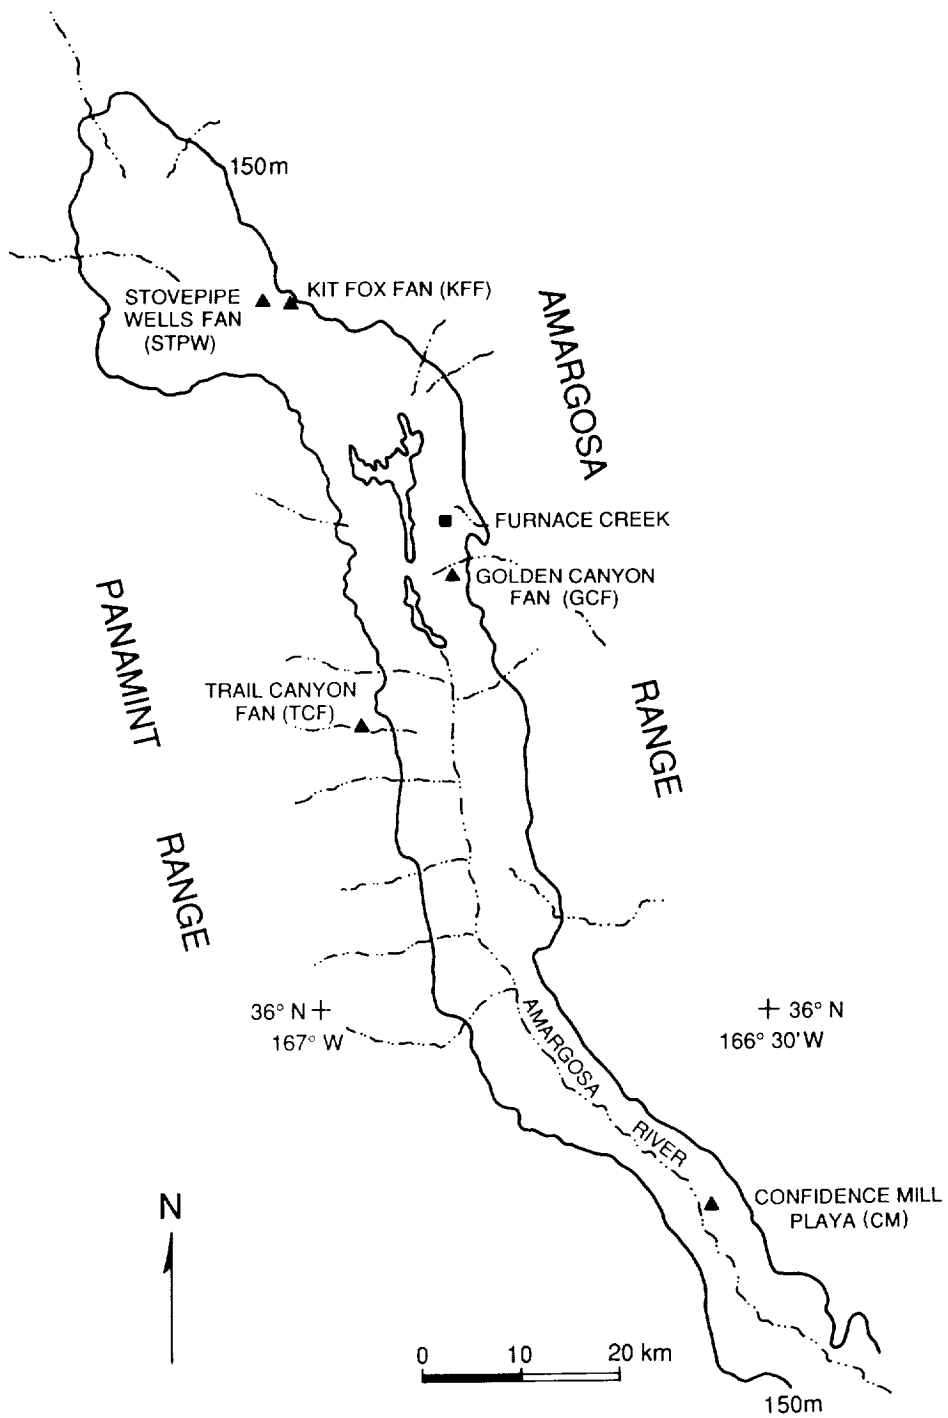 150m
STOVEPIPE
WELLS FAN
(STPW)
KIT FOX FAN (KFF)
AMARGOSA
FURNACE CREEK
GOLDEN CANYON
FAN (GCF)
PANAMINT
TRAIL CANYON
FAN (TCF)
RANGE
RANGE
36° N
167° W
36° N
166° 30' W
AMARGOSA
RIVER
CONFIDENCE MILL
PLAYA (CM)
N
0 10 20 km
150m